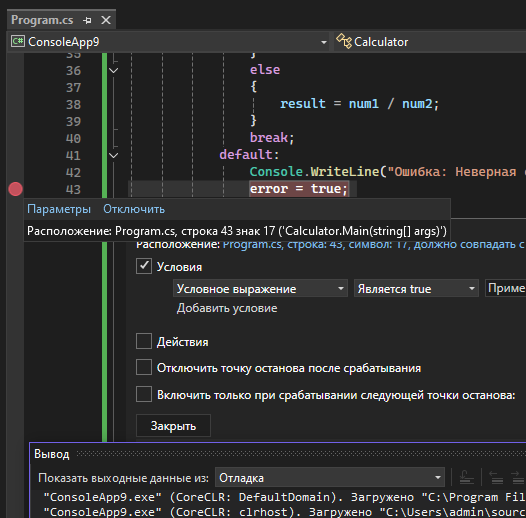 Program.cs
ConsoleApp9 Calculator
35 }
36 else
37 {
38 result = num1 / num2;
39 }
40 break;
41 default:
42 Console.WriteLine("Ошибка: Неверная
43 error = true;
Параметры Отключить
Расположение: Program.cs, строка 43 знак 17 ('Calculator.Main(string[] args)')
Расположение: Program.cs, строка: 43, символ: 17, должно совпадать с
Условия
Условное выражение Является true Приме
Добавить условие
Действия
Отключить точку останова после срабатывания
Включить только при срабатывании следующей точки останова:
Закрыть
Вывод
Показать выходные данные из: Отладка
"ConsoleApp9.exe" (CoreCLR: DefaultDomain). Загружено "C:\Program Fil
"ConsoleApp9.exe" (CoreCLR: clrhost). Загружено "C:\Users\admin\sourc